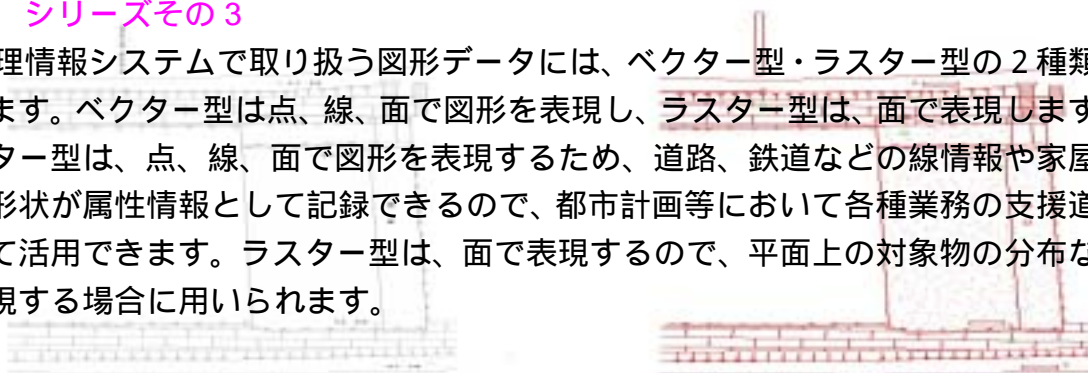 シリーズその３
理情報システムで取り扱う図形データには、ベクター型・ラスター型の２種類
ます。ベクター型は点、線、面で図形を表現し、ラスター型は、面で表現します
ター型は、点、線、面で図形を表現するため、道路、鉄道などの線情報や家屋
形状が属性情報として記録できるので、都市計画等において各種業務の支援道
て活用できます。ラスター型は、面で表現するので、平面上の対象物の分布な
現する場合に用いられます。